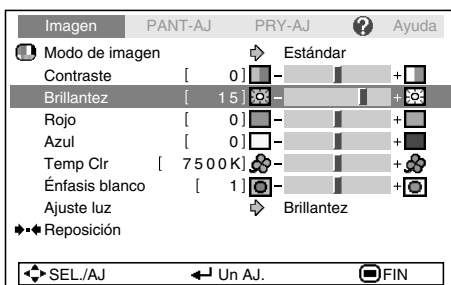 Imagen PANT-AJ PRY-AJ ? Ayuda
Modo de imagen Estándar
Contraste [ 0] - +
Brillantez [ 15] - +
Rojo [ 0] - +
Azul [ 0] - +
Temp Clr [ 7500K] - +
Énfasis blanco [ 1] - +
Ajuste luz Brillantez
Reposición
SEL./AJ Un AJ. FIN